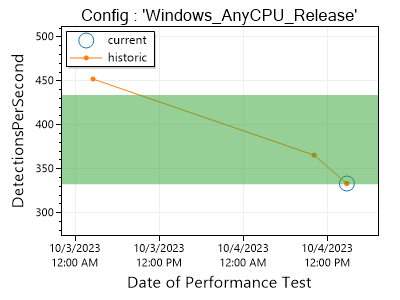 Config : 'Windows_AnyCPU_Release'
current
historic
DetectionsPerSecond
500
450
400
350
300
10/3/2023 10/3/2023 10/4/2023 10/4/2023
12:00 AM 12:00 PM 12:00 AM 12:00 PM
Date of Performance Test